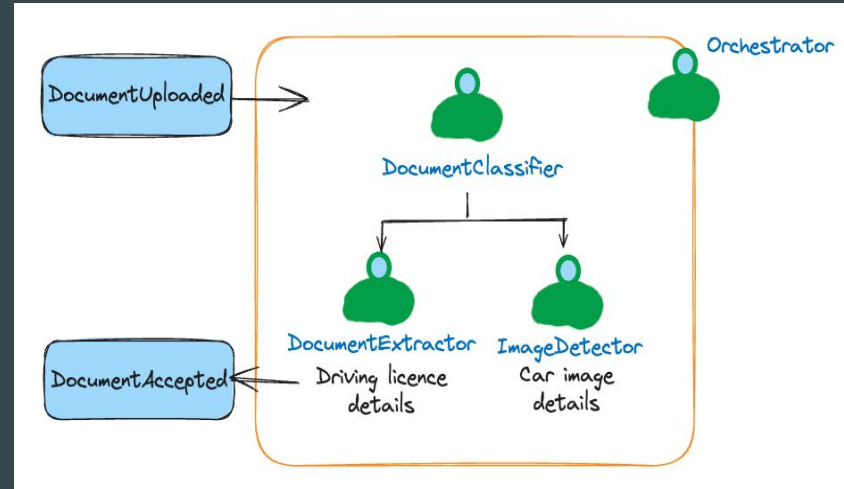 Orchestrator
DocumentUploaded
DocumentClassifier
DocumentExtractor
Driving licence
details
ImageDetector
Car image
details
DocumentAccepted